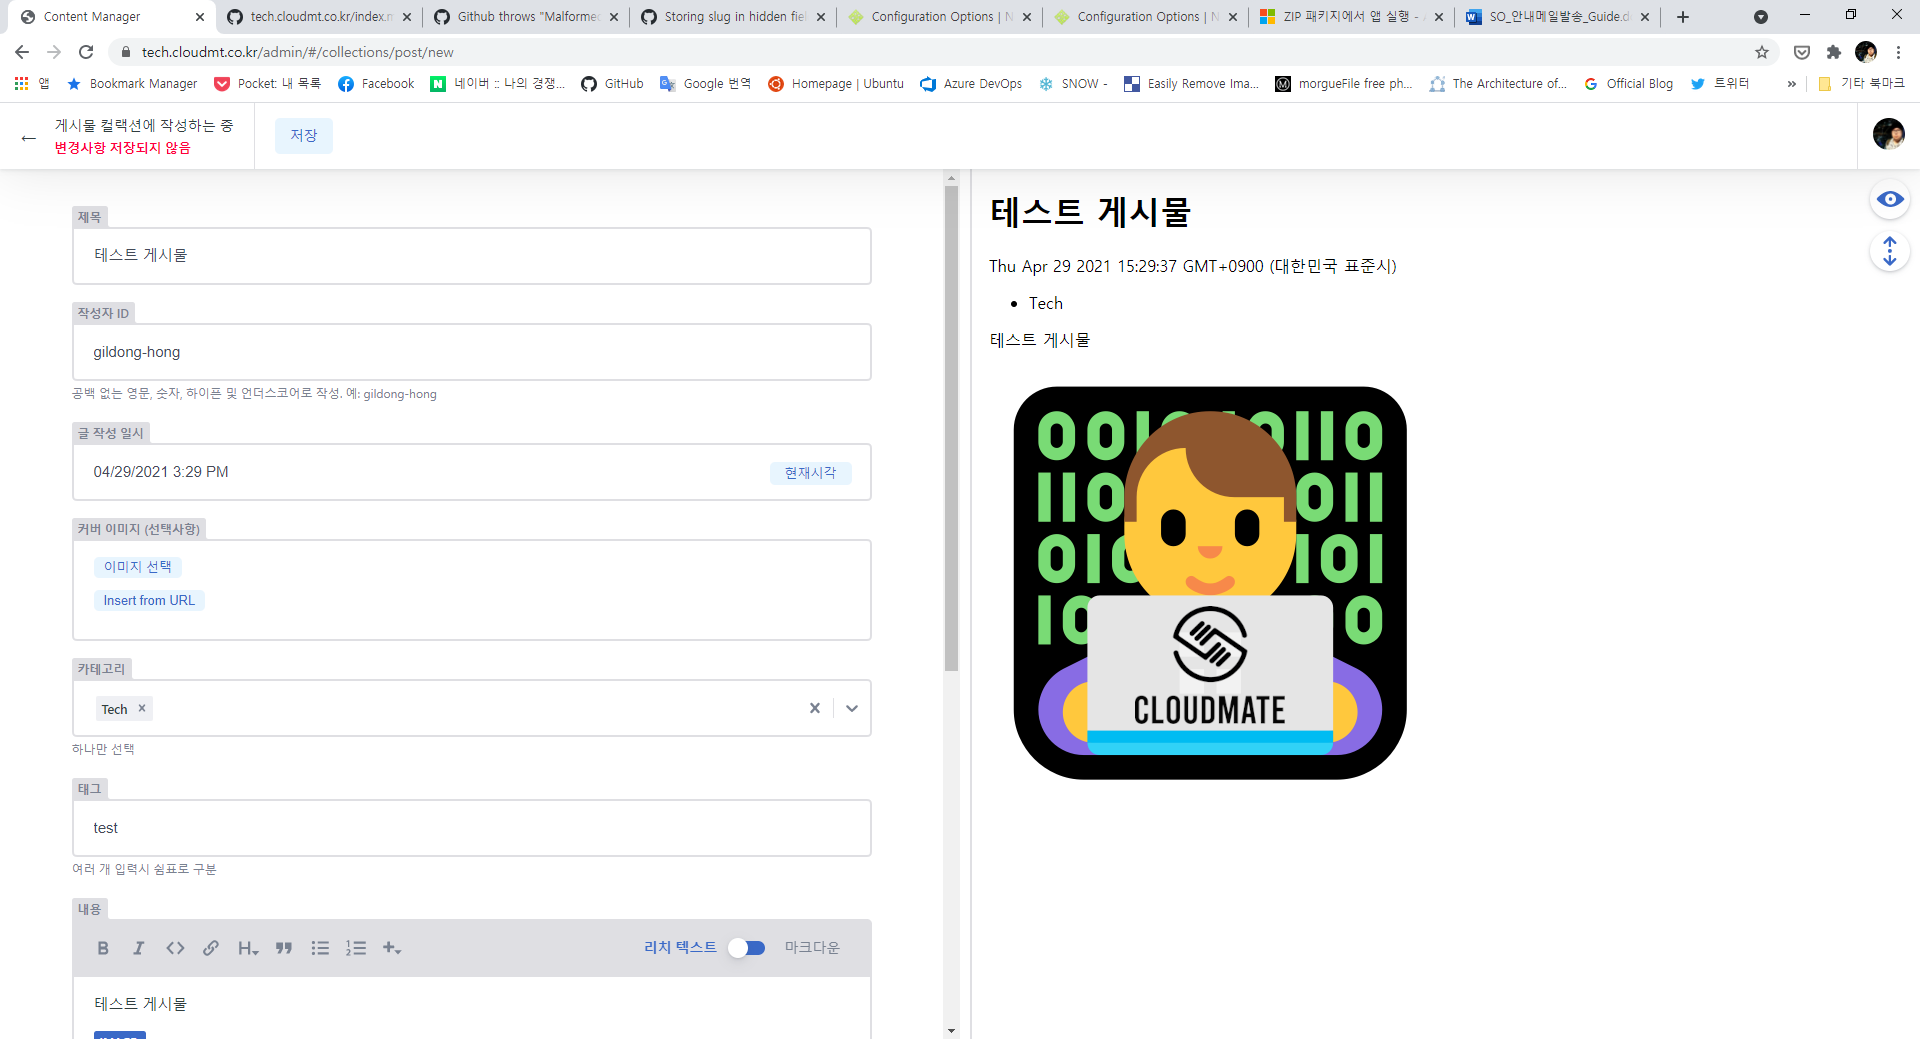 Content Manager
tech.cloudmt.co.kr/index.m
Github throws "Malformed
Storing slug in hidden fiel
Configuration Options | N
Configuration Options | N
ZIP 패키지에서 앱 실행 -
SO_안내메일발송_Guide.d
tech.cloudmt.co.kr/admin/#/collections/post/new
앱
Bookmark Manager
Pocket: 내 목록
Facebook
네이버 :: 나의 경쟁...
GitHub
Google 번역
Homepage | Ubuntu
Azure DevOps
SNOW -
Easily Remove Ima...
morgueFile free ph...
The Architecture of...
Official Blog
트위터
»
기타 북마크
게시물 컬랙션에 작성하는 중
변경사항 저장되지 않음
저장
제목
테스트 게시물
작성자 ID
gildong-hong
공백 없는 영문, 숫자, 하이픈 및 언더스코어로 작성. 예: gildong-hong
글 작성 일시
04/29/2021 3:29 PM
현재시각
커버 이미지 (선택사항)
이미지 선택
Insert from URL
카테고리
Tech
하나만 선택
태그
test
여러 개 입력시 쉼표로 구분
내용
리치 텍스트
마크다운
테스트 게시물
테스트 게시물
Thu Apr 29 2021 15:29:37 GMT+0900 (대한민국 표준시)
• Tech
테스트 게시물
CLOUDMATE